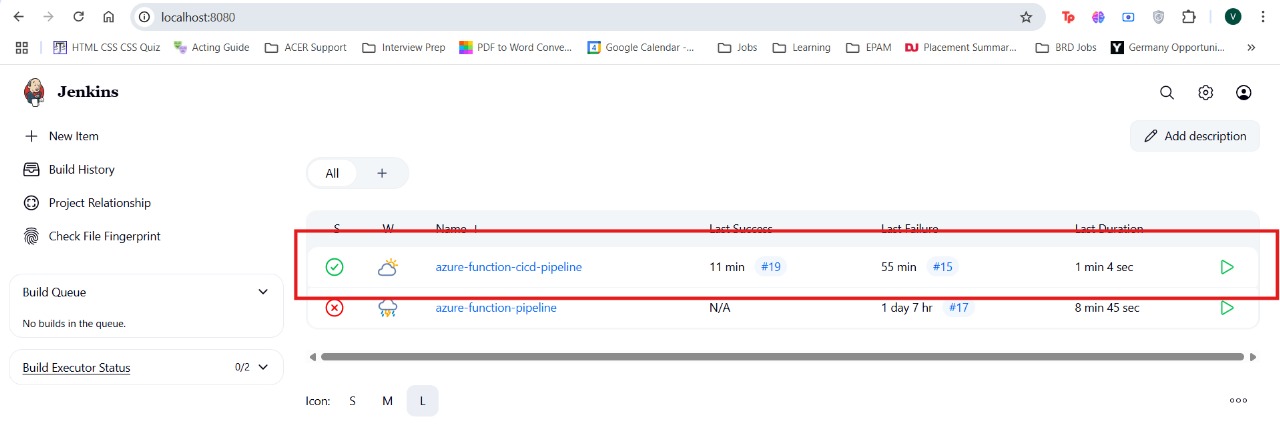 localhost:8080
HTML CSS CSS Quiz Acting Guide ACER Support Interview Prep PDF to Word Conve... Google Calendar -... Jobs Learning EPAM Placement Summar... BRD Jobs Germany Opportuni... »
Jenkins
New Item
Build History
Project Relationship
Check File Fingerprint
Add description
All +
S W Name ↓ Last Success Last Failure Last Duration
azure-function-cicd-pipeline 11 min #19 55 min #15 1 min 4 sec
azure-function-pipeline N/A 1 day 7 hr #17 8 min 45 sec
Build Queue
No builds in the queue.
Build Executor Status 0/2
Icon: S M L
Tp
4
DU
Y
V